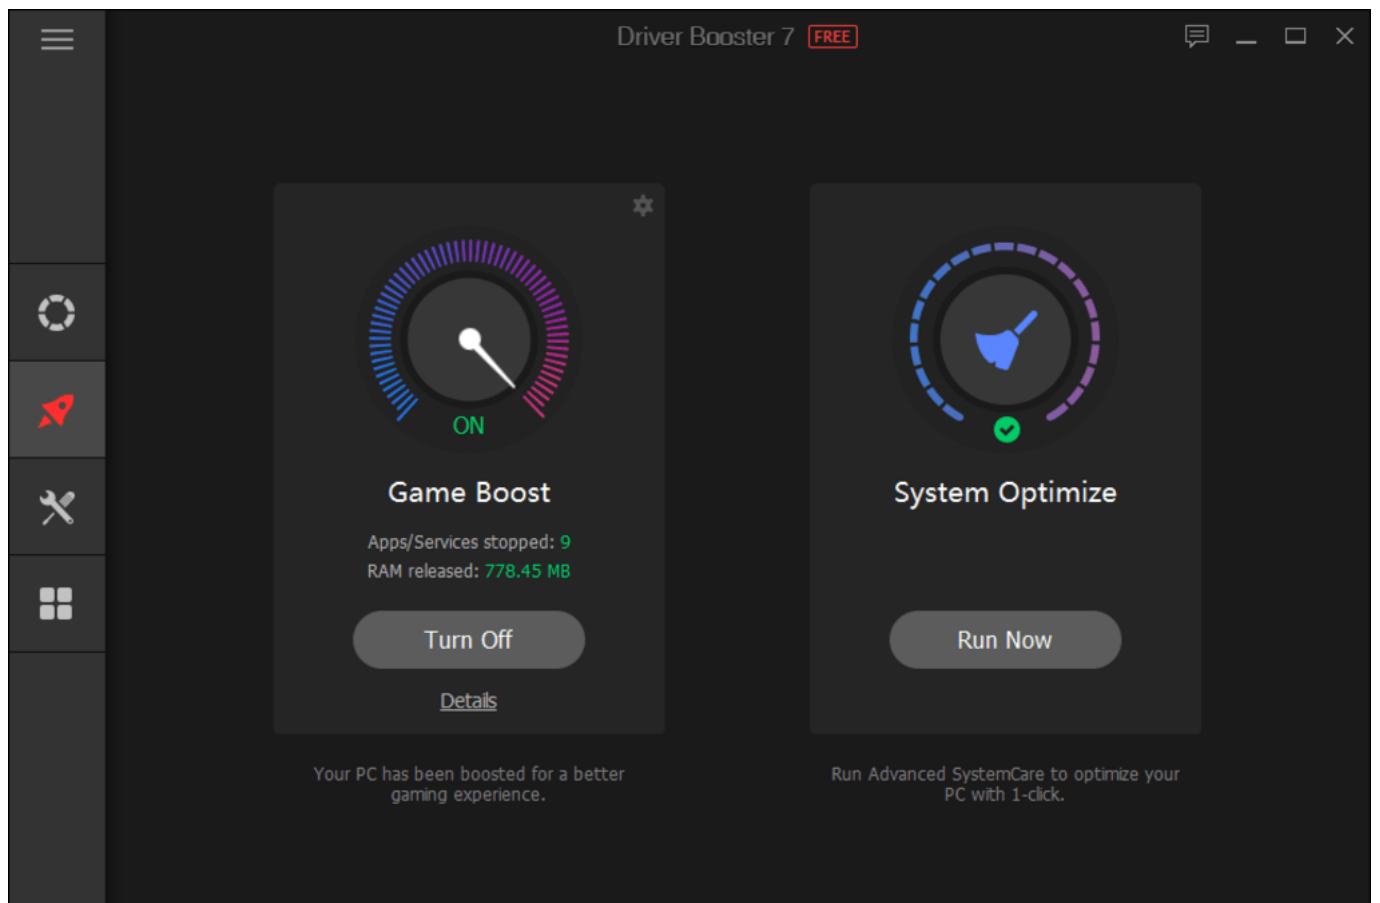 Driver Booster 7 FREE
ON
Game Boost
Apps/Services stopped: 9
RAM released: 778.45 MB
Turn Off
Details
Your PC has been boosted for a better
gaming experience.
System Optimize
Run Now
Run Advanced SystemCare to optimize your
PC with 1-click.